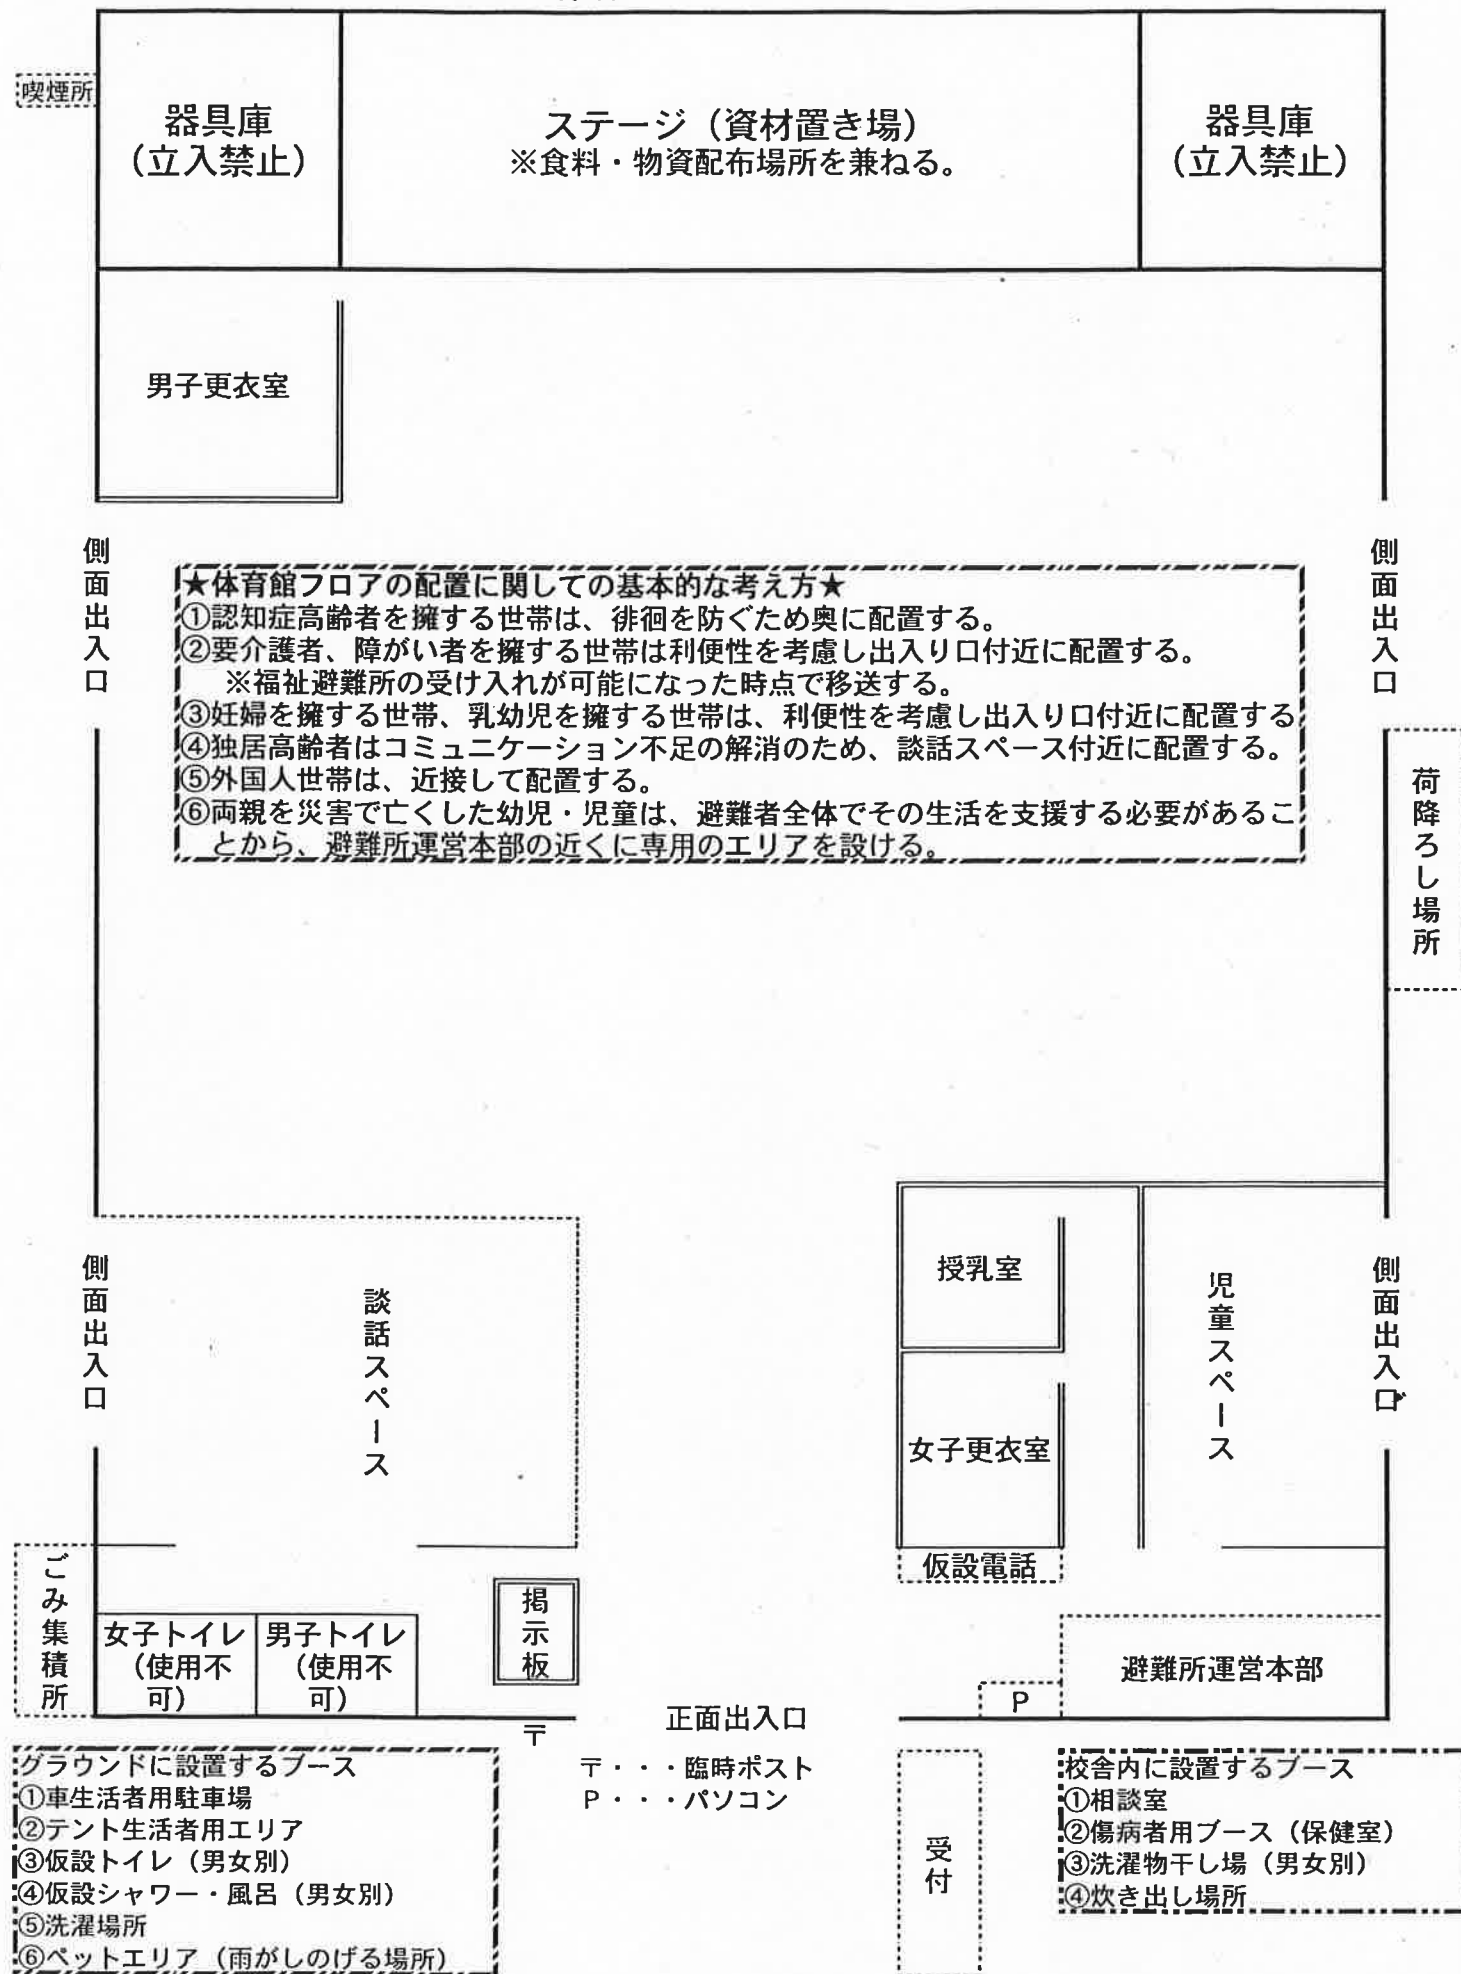 喫煙所
器具庫
（立入禁止）
ステージ（資材置き場）
※食料・物資配布場所を兼ねる。
器具庫
（立入禁止）
男子更衣室
側面出入口
側面出入口
★体育館フロアの配置に関しての基本的な考え方★
①認知症高齢者を擁する世帯は、徘徊を防ぐため奥に配置する。
②要介護者、障がい者を擁する世帯は利便性を考慮し出入り口付近に配置する。
※福祉避難所の受け入れが可能になった時点で移送する。
③妊婦を擁する世帯、乳幼児を擁する世帯は、利便性を考慮し出入り口付近に配置する
④独居高齢者はコミュニケーション不足の解消のため、談話スペース付近に配置する。
⑤外国人世帯は、近接して配置する。
⑥両親を災害で亡くした幼児・児童は、避難者全体でその生活を支援する必要があるこ
とから、避難所運営本部の近くに専用のエリアを設ける。
荷降ろし場所
側面出入口
談話スペース
授乳室
児童スペース
側面出入口
女子更衣室
仮設電話
ごみ集積所
女子トイレ
（使用不
可）
男子トイレ
（使用不
可）
掲示板
避難所運営本部
P
〒
正面出入口
〒・・・臨時ポスト
P・・・パソコン
受付
グラウンドに設置するブース
①車生活者用駐車場
②テント生活者用エリア
③仮設トイレ（男女別）
④仮設シャワー・風呂（男女別）
⑤洗濯場所
⑥ペットエリア（雨がしのげる場所）
校舎内に設置するブース
①相談室
②傷病者用ブース（保健室）
③洗濯物干し場（男女別）
④炊き出し場所